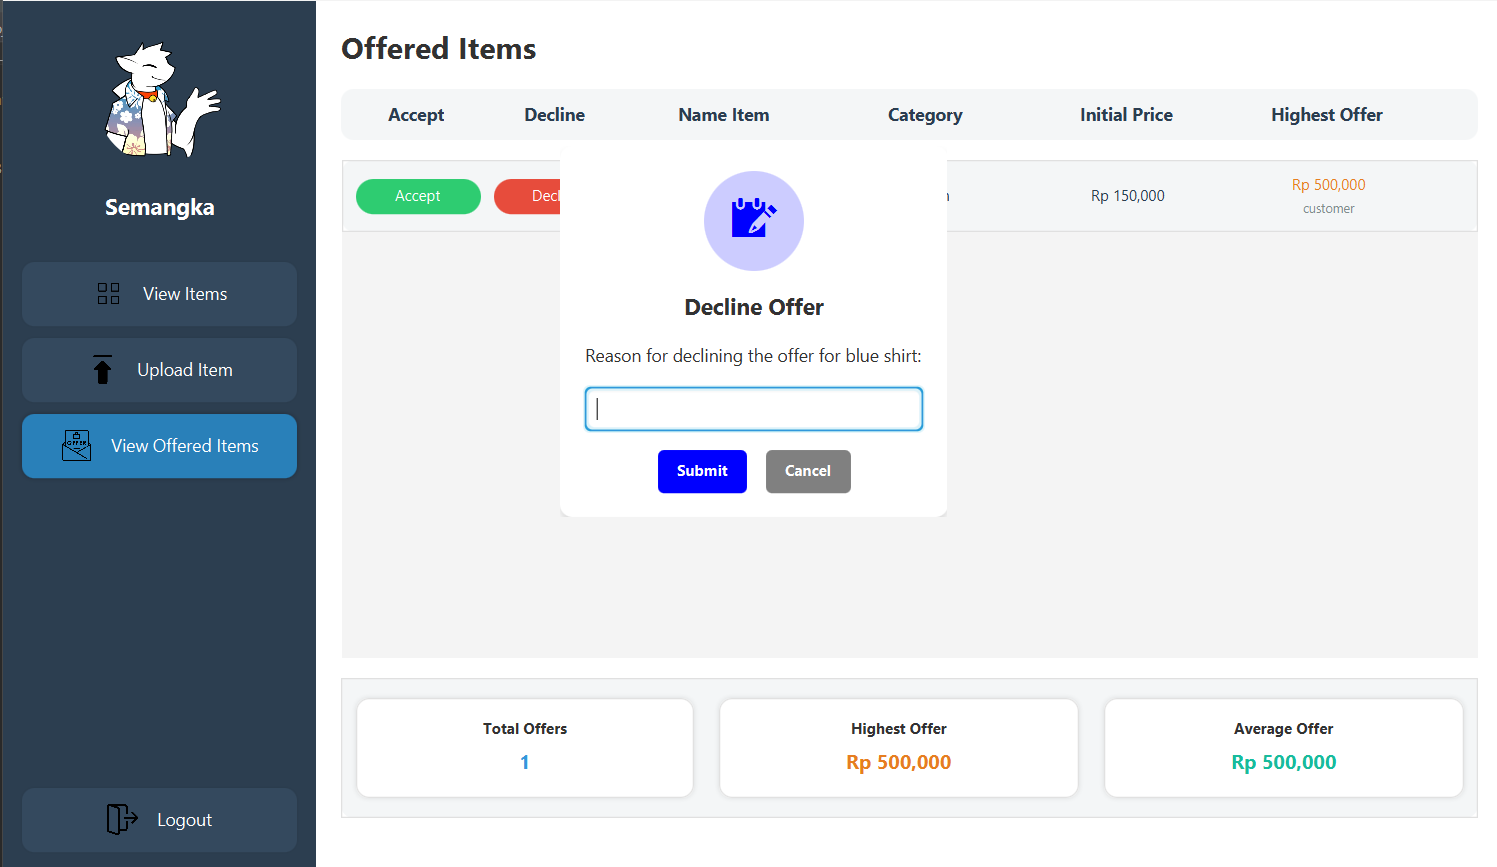 Semangka
View Items
Upload Item
OFFER
View Offered Items
Logout
Offered Items
Accept Decline Name Item Category Initial Price Highest Offer
Accept Decl Rp 150,000 Rp 500,000
customer
Decline Offer
Reason for declining the offer for blue shirt:
Submit Cancel
Total Offers Highest Offer Average Offer
1 Rp 500,000 Rp 500,000